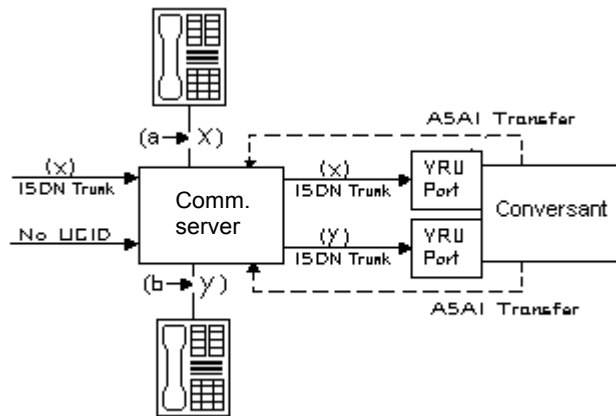 (a→ X)
ASAI Transfer
(x)
ISDN Trunk
Comm.
server
(x)
ISDN Trunk
VRU
Port
Conversant
No UCID
(y)
ISDN Trunk
VRU
Port
(b→ y)
ASAI Transfer